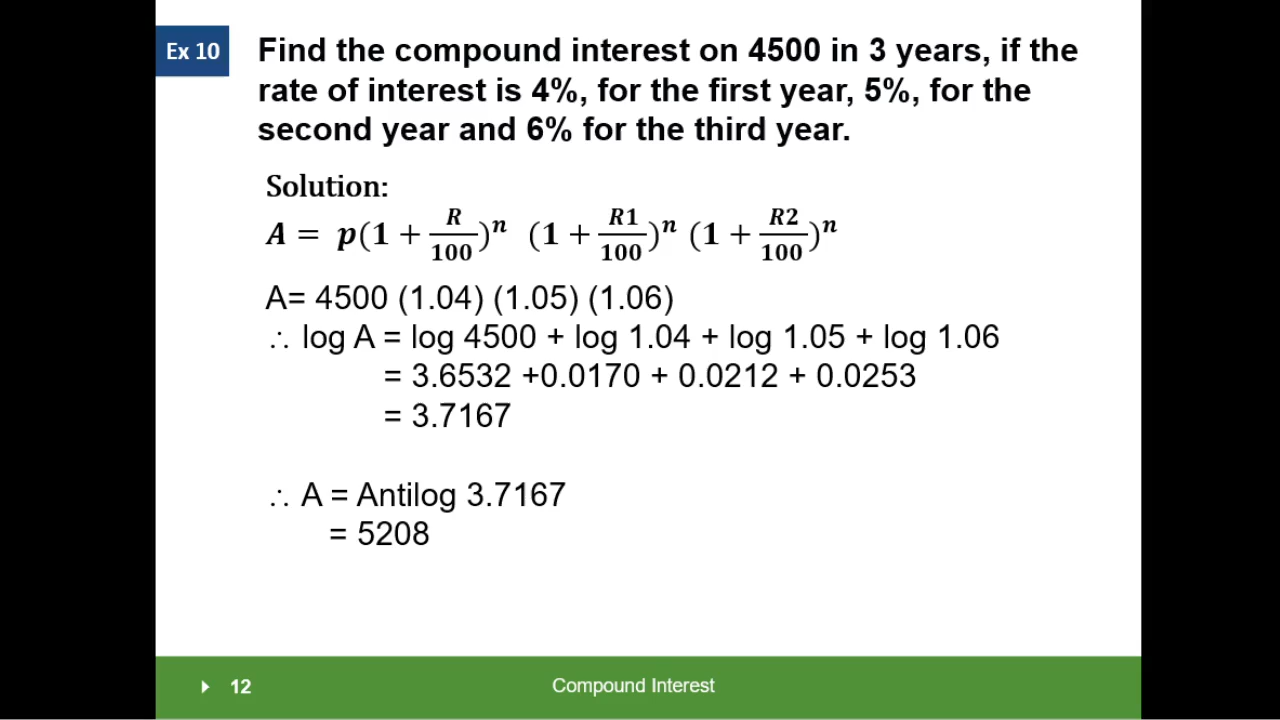 Ex 10
Find the compound interest on 4500 in 3 years, if the
rate of interest is 4%, for the first year, 5%, for the
second year and 6% for the third year.
Solution:
A = p(1 + R/100)^n (1 + R1/100)^n (1 + R2/100)^n
A= 4500 (1.04) (1.05) (1.06)
∴ log A = log 4500 + log 1.04 + log 1.05 + log 1.06
= 3.6532 +0.0170 + 0.0212 + 0.0253
= 3.7167
∴ A = Antilog 3.7167
= 5208
12
Compound Interest